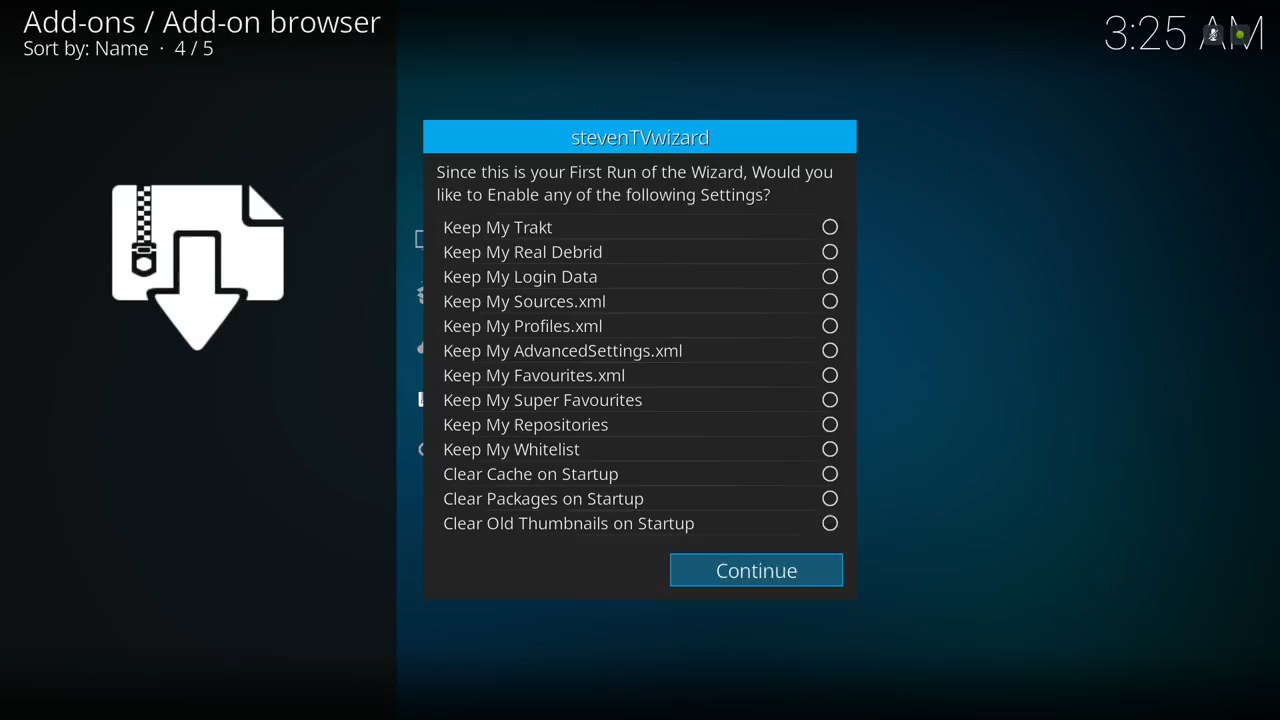 Add-ons / Add-on browser
Sort by: Name · 4 / 5
3:25 AM
stevenTVwizard
Since this is your First Run of the Wizard, Would you
like to Enable any of the following Settings?
Keep My Trakt
Keep My Real Debrid
Keep My Login Data
Keep My Sources.xml
Keep My Profiles.xml
Keep My AdvancedSettings.xml
Keep My Favourites.xml
Keep My Super Favourites
Keep My Repositories
Keep My Whitelist
Clear Cache on Startup
Clear Packages on Startup
Clear Old Thumbnails on Startup
Continue